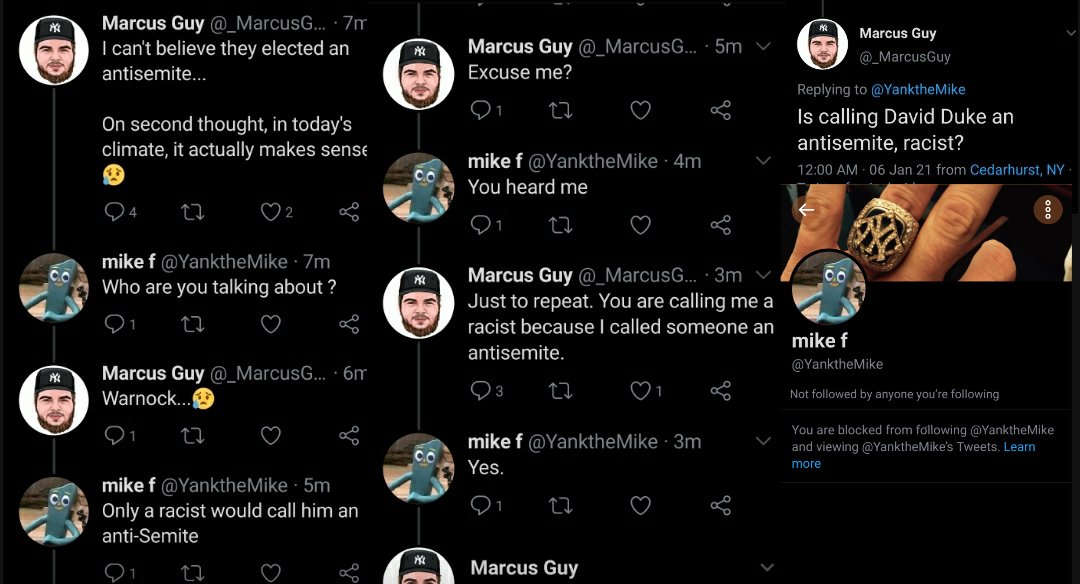 Marcus Guy @_MarcusG... · 7m
I can't believe they elected an
antisemite...
On second thought, in today's
climate, it actually makes sense
😥
4 2
mike f @YanktheMike · 7m
Who are you talking about ?
1
Marcus Guy @_MarcusG... · 6m
Warnock...😥
1
mike f @YanktheMike · 5m
Only a racist would call him an
anti-Semite
1
Marcus Guy @_MarcusG... · 5m
Excuse me?
1
mike f @YanktheMike · 4m
You heard me
1
Marcus Guy @_MarcusG... · 3m
Just to repeat. You are calling me a
racist because I called someone an
antisemite.
3 1
mike f @YanktheMike · 3m
Yes.
1
Marcus Guy
Marcus Guy
@_MarcusGuy
Replying to @YanktheMike
Is calling David Duke an
antisemite, racist?
12:00 AM · 06 Jan 21 from Cedarhurst, NY ·
mike f
@YanktheMike
Not followed by anyone you're following
You are blocked from following @YanktheMike
and viewing @YanktheMike's Tweets. Learn
more